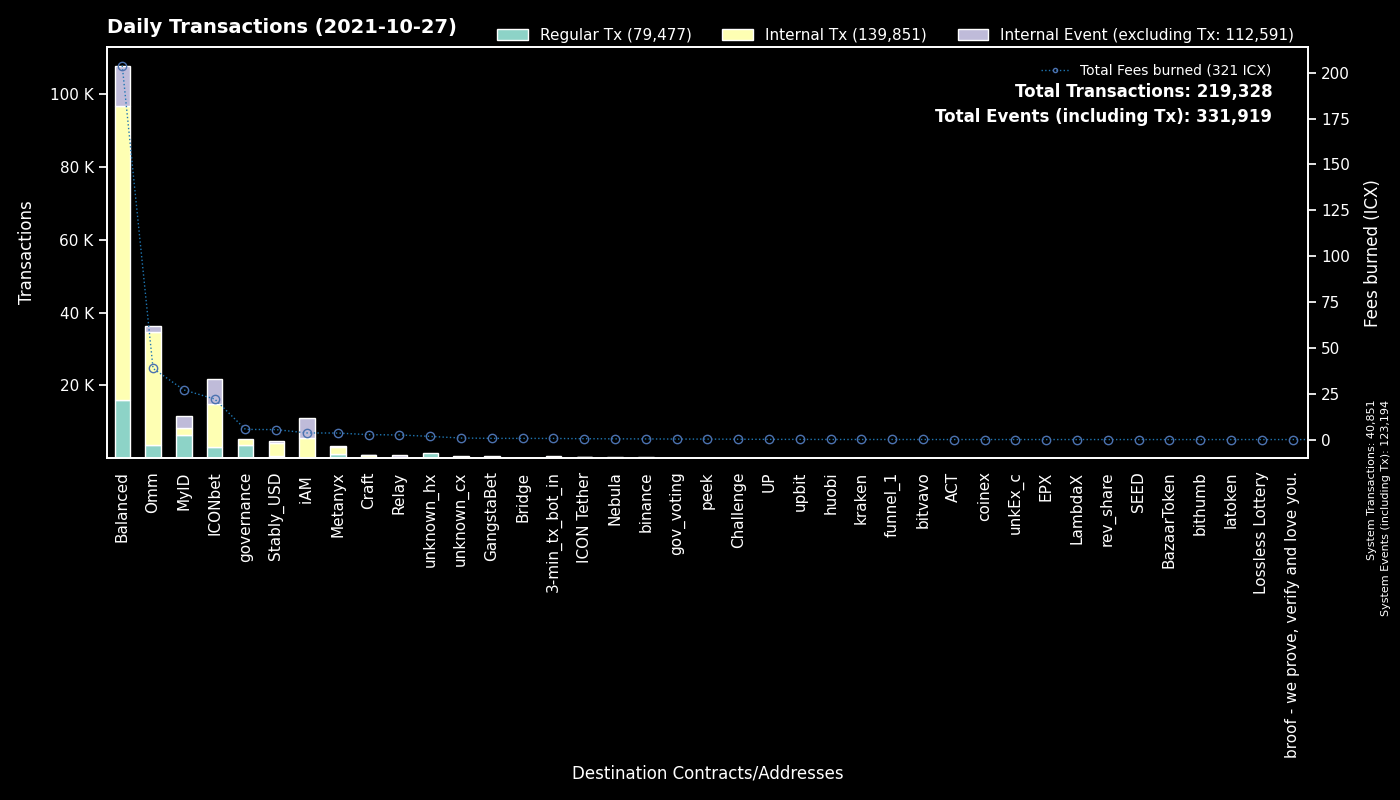 Daily Transactions (2021-10-27)
Regular Tx (79,477)
Internal Tx (139,851)
Internal Event (excluding Tx: 112,591)
Total Fees burned (321 ICX)
Total Transactions: 219,328
Total Events (including Tx): 331,919
Transactions
100 K
80 K
60 K
40 K
20 K
200
175
150
125
100
75
50
25
0
Fees burned (ICX)
System Transactions: 40,851
System Events (including Tx): 123,194
Balanced
Omm
MyID
ICONbet
governance
Stably_USD
iAM
Metanyx
Craft
Relay
unknown_hx
unknown_cx
GangstaBet
Bridge
3-min_tx_bot_in
ICON Tether
Nebula
binance
gov_voting
peek
Challenge
UP
upbit
huobi
kraken
funnel_1
bitvavo
ACT
coinex
unkEx_c
EPX
LambdaX
rev_share
SEED
BazaarToken
bithumb
latoken
Lossless Lottery
broof - we prove, verify and love you.
Destination Contracts/Addresses